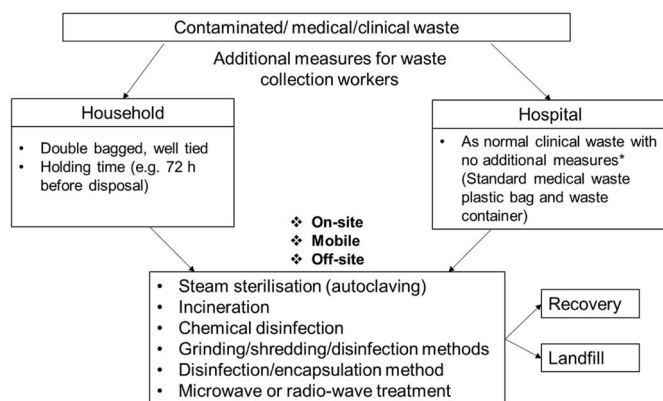 Contaminated/ medical/clinical waste
Additional measures for waste
collection workers
Household
• Double bagged, well tied
• Holding time (e.g. 72 h
before disposal)
Hospital
• As normal clinical waste with
no additional measures*
(Standard medical waste
plastic bag and waste
container)
❖ On-site
❖ Mobile
❖ Off-site
• Steam sterilisation (autoclaving)
• Incineration
• Chemical disinfection
• Grinding/shredding/disinfection methods
• Disinfection/encapsulation method
• Microwave or radio-wave treatment
Recovery
Landfill